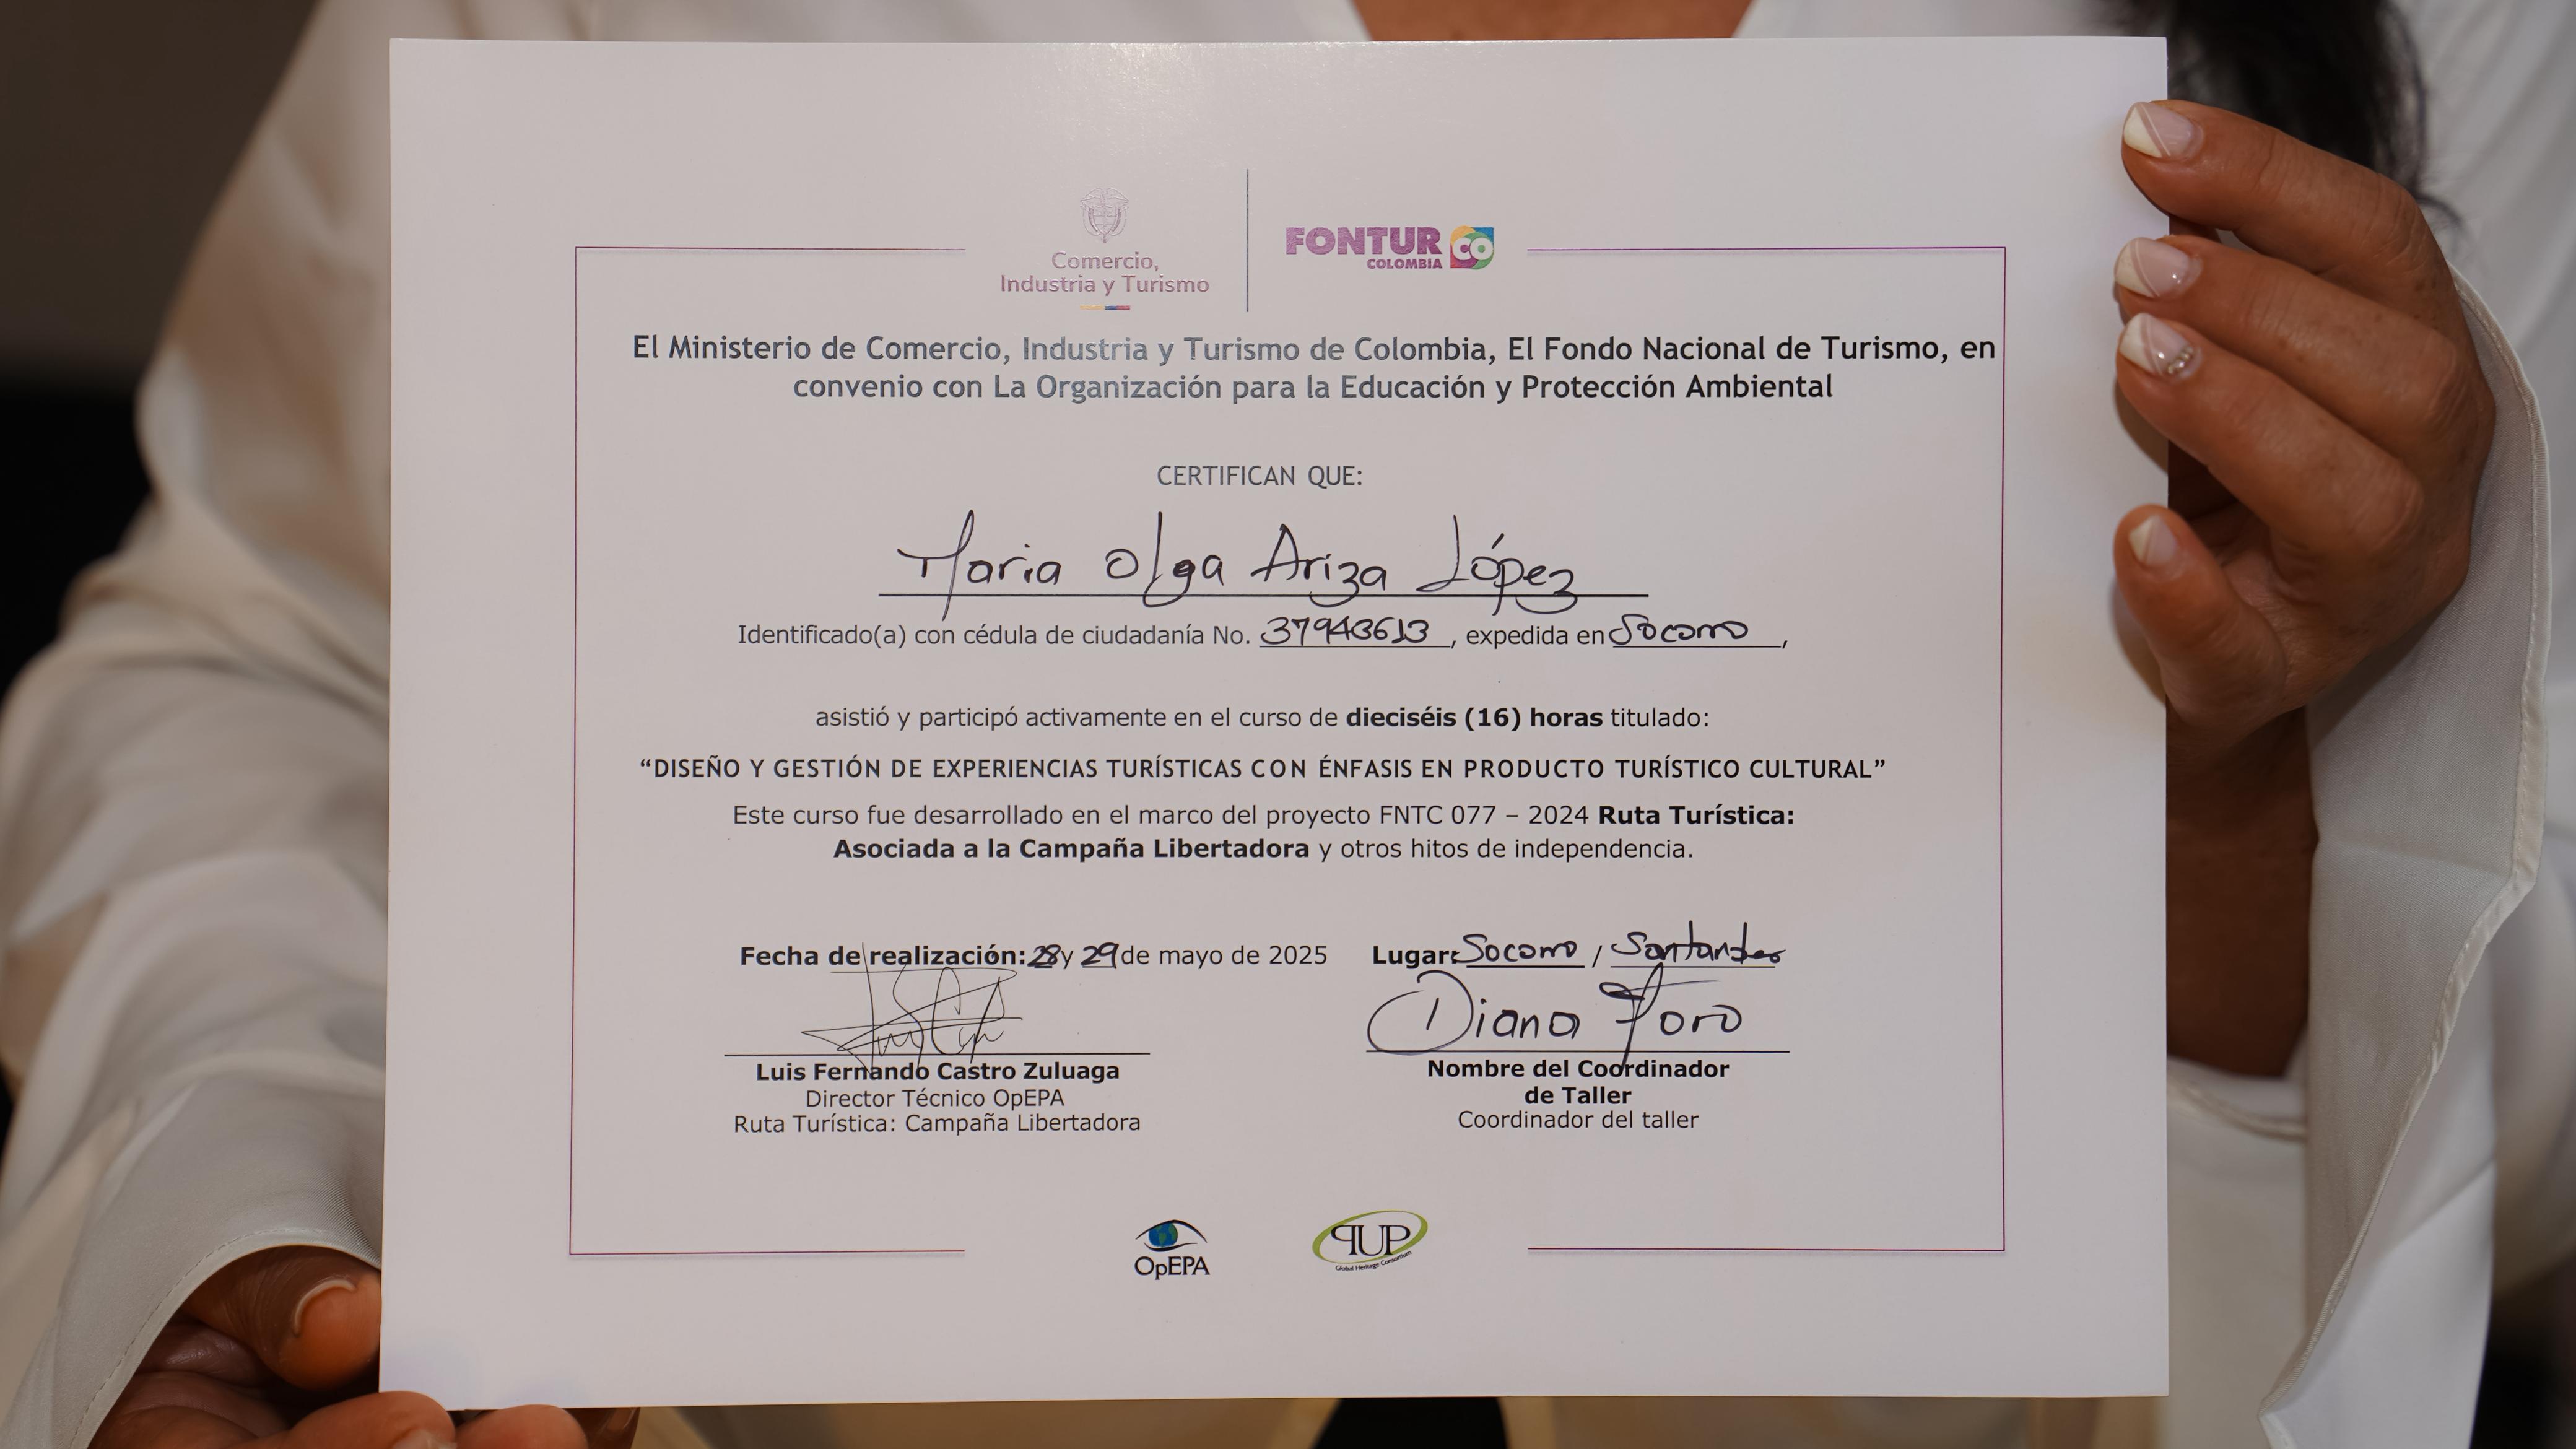 Comercio,
Industria y Turismo
FONTUR CO
COLOMBIA
El Ministerio de Comercio, Industria y Turismo de Colombia, El Fondo Nacional de Turismo, en
convenio con La Organización para la Educación y Protección Ambiental
CERTIFICAN QUE:
Maria Olga Ariza López
Identificado(a) con cédula de ciudadanía No. 37943613, expedida en Socorro,
asistió y participó activamente en el curso de dieciséis (16) horas titulado:
“DISEÑO Y GESTIÓN DE EXPERIENCIAS TURÍSTICAS CON ÉNFASIS EN PRODUCTO TURÍSTICO CULTURAL”
Este curso fue desarrollado en el marco del proyecto FNTC 077 – 2024 Ruta Turística:
Asociada a la Campaña Libertadora y otros hitos de independencia.
Fecha de realización: 28 y 29 de mayo de 2025 Lugar: Socorro / Santander
Diana Toro
Luis Fernando Castro Zuluaga
Director Técnico OpEPA
Ruta Turística: Campaña Libertadora
Nombre del Coordinador
de Taller
Coordinador del taller
OpEPA
UP
Global Heritage Consortium